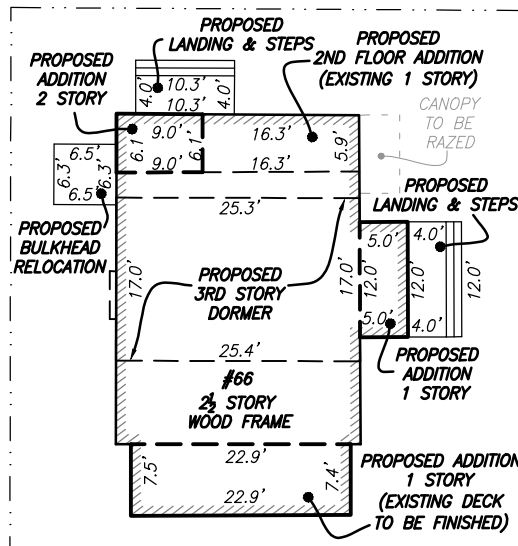 PROPOSED
LANDING & STEPS
PROPOSED
2ND FLOOR ADDITION
(EXISTING 1 STORY)
PROPOSED
ADDITION
2 STORY
4.0'
10.3'
10.3'
4.0'
CANOPY
TO BE
RAZED
6.1'
9.0'
9.0'
6.1'
16.3'
16.3'
5.9'
6.5'
6.3'
6.3'
6.5'
PROPOSED
BULKHEAD
RELOCATION
PROPOSED
LANDING & STEPS
25.3'
17.0'
PROPOSED
3RD STORY
DORMER
17.0'
5.0'
12.0'
5.0'
12.0'
4.0'
4.0'
12.0'
25.4'
PROPOSED
ADDITION
1 STORY
#66
2½ STORY
WOOD FRAME
7.5'
22.9'
22.9'
7.4'
PROPOSED ADDITION
1 STORY
(EXISTING DECK
TO BE FINISHED)